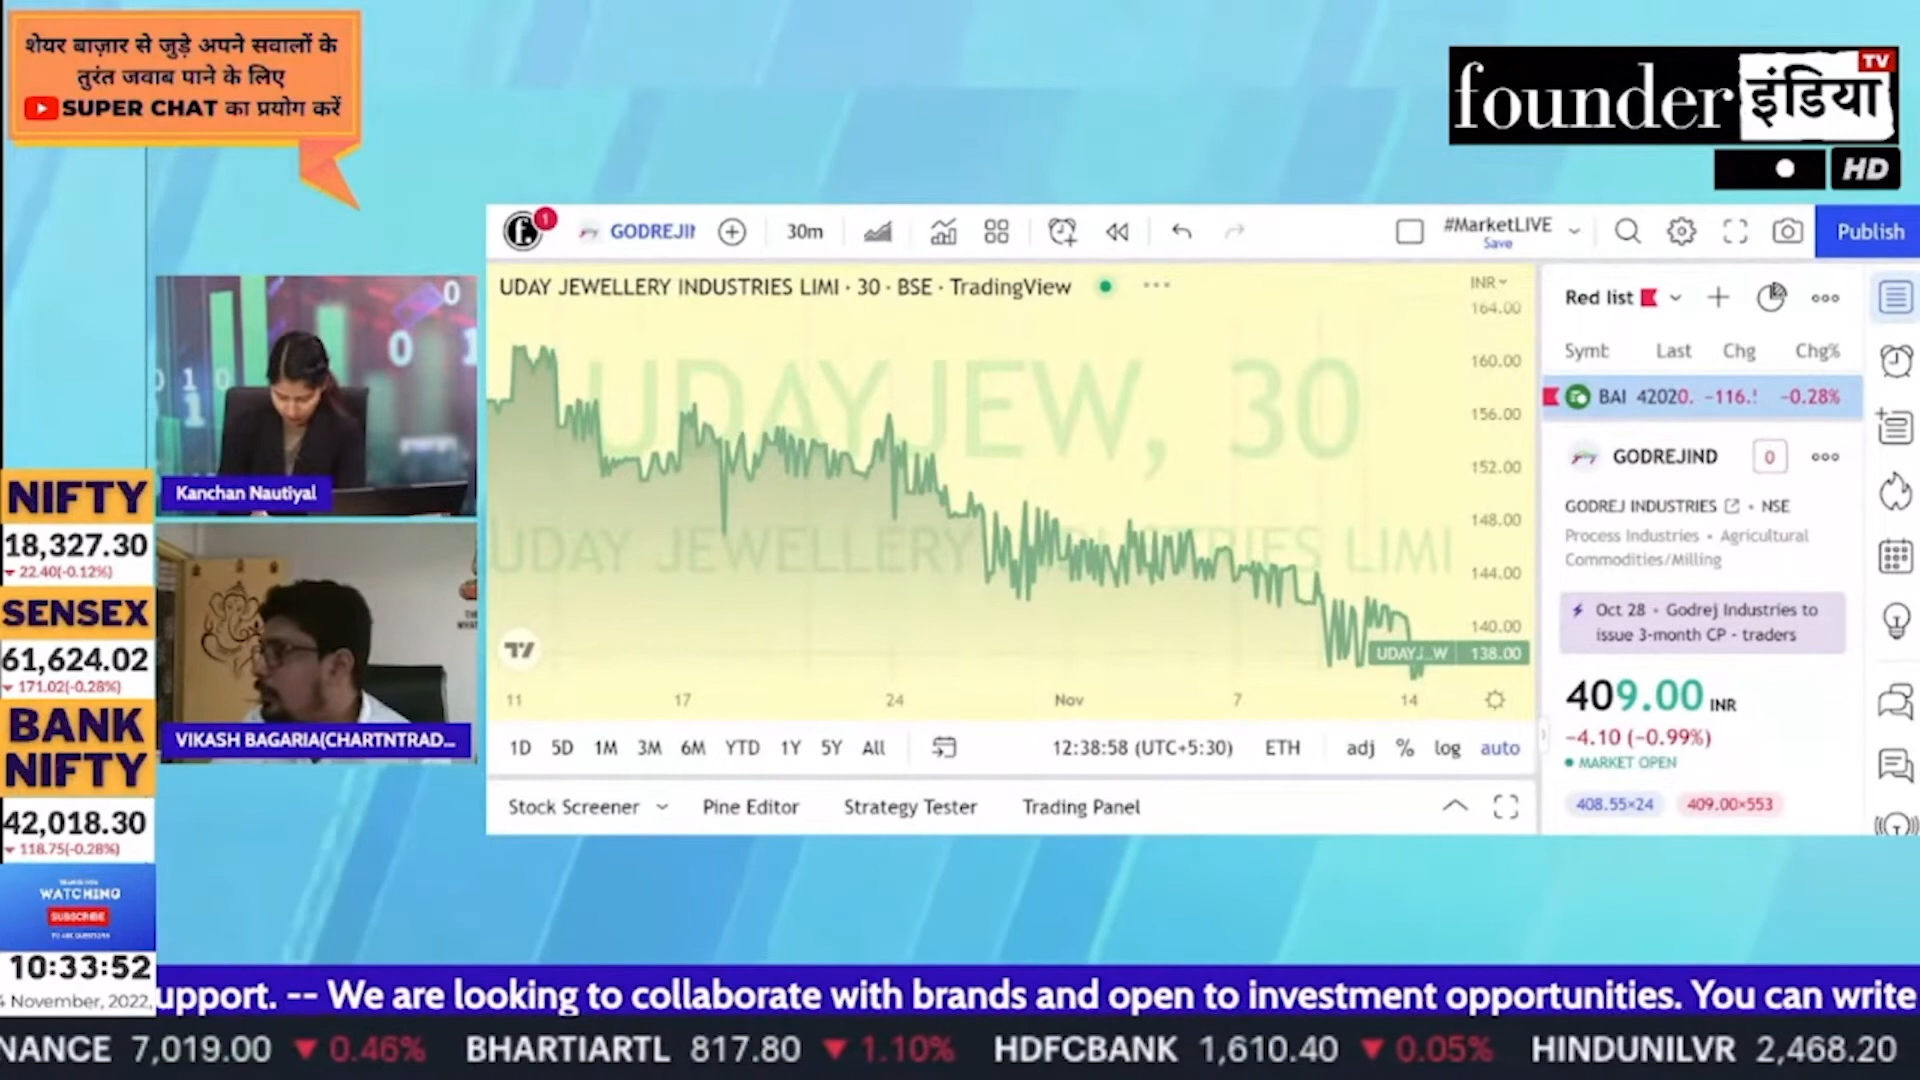 शेयर बाज़ार से जुड़े अपने सवालों के
तुरंत जवाब पाने के लिए
SUPER CHAT का प्रयोग करें
founder इंडिया TV
HD
1
GODREJIN
30m
#MarketLIVE
Save
Publish
UDAY JEWELLERY INDUSTRIES LIMI · 30 · BSE · TradingView
INR
164.00
160.00
156.00
152.00
148.00
144.00
140.00
UDAYJEW, 30
UDAY JEWELLERY INDUSTRIES LIMI
UDAYJ...W 138.00
11 17 24 Nov 7 14
1D 5D 1M 3M 6M YTD 1Y 5Y All
12:38:58 (UTC+5:30) ETH adj % log auto
Stock Screener Pine Editor Strategy Tester Trading Panel
Red list
Symb Last Chg Chg%
BAI 42020. −116.! −0.28%
GODREJIND 0
GODREJ INDUSTRIES • NSE
Process Industries • Agricultural
Commodities/Milling
Oct 28 • Godrej Industries to
issue 3-month CP - traders
409.00 INR
−4.10 (−0.99%)
MARKET OPEN
408.55×24 409.00×553
Kanchan Nautiyal
VIKASH BAGARIA(CHARTNTRAD...
NIFTY
18,327.30
22.40(-0.12%)
SENSEX
61,624.02
171.02(-0.28%)
BANK
NIFTY
42,018.30
118.75(-0.28%)
WATCHING
SUBSCRIBE
10:33:52
4 November, 2022,
upport. -- We are looking to collaborate with brands and open to investment opportunities. You can write
NANCE 7,019.00 0.46% BHARTIARTL 817.80 1.10% HDFCBANK 1,610.40 0.05% HINDUNILVR 2,468.20